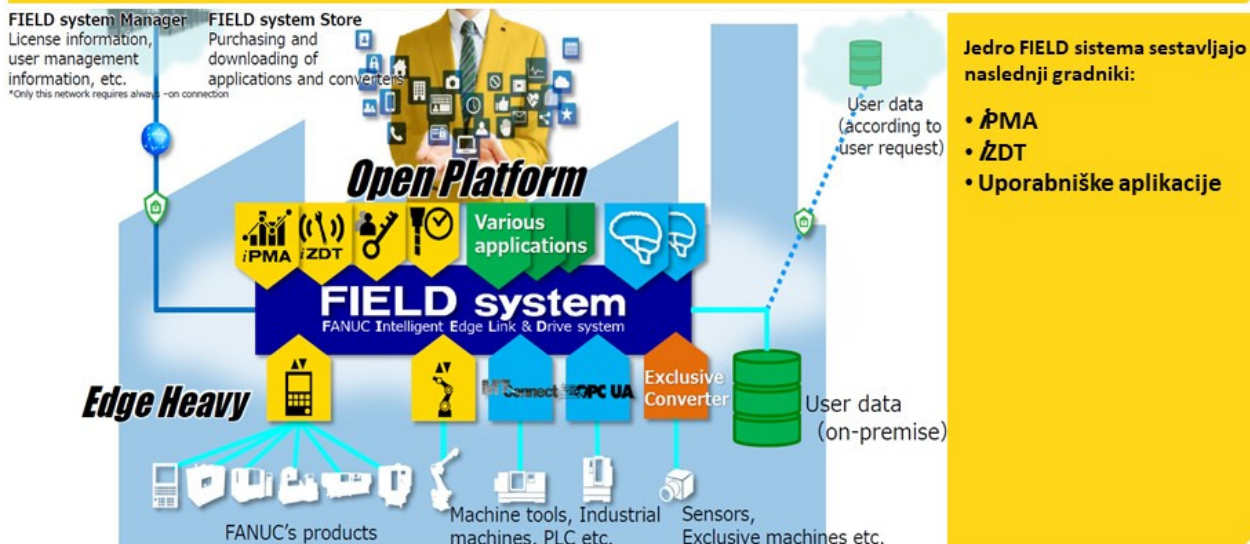 FIELD system Manager
License information,
user management
information, etc.
*Only this network requires always -on connection
FIELD system Store
Purchasing and
downloading of
applications and converters
Open Platform
iPMA
iZDT
Various
applications
FIELD system
FANUC Intelligent Edge Link & Drive system
Edge Heavy
MTConnect
OPC UA
Exclusive
Converter
FANUC's products
Machine tools, Industrial
machines, PLC etc.
Sensors,
Exclusive machines etc.
User data
(according to
user request)
User data
(on-premise)
Jedro FIELD sistema sestavljajo
naslednji gradniki:
• iPMA
• iZDT
• Uporabniške aplikacije